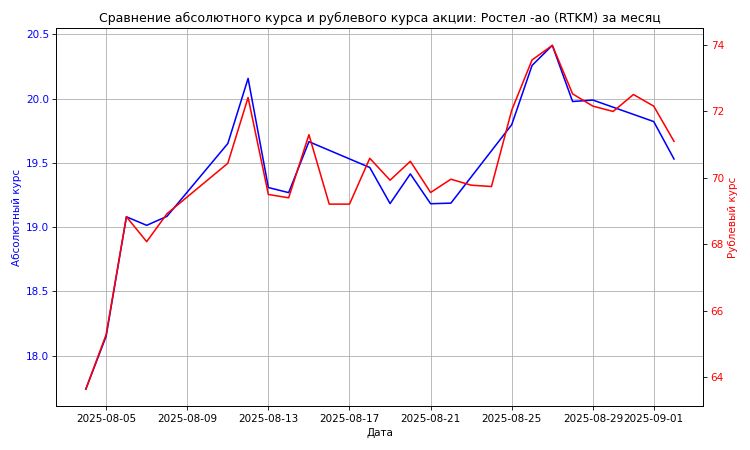 Сравнение абсолютного курса и рублевого курса акции: Ростел -ао (RTKM) за месяц
20.5
20.0
19.5
19.0
18.5
18.0
Абсолютный курс
74
72
70
68
66
64
Рублевый курс
2025-08-05 2025-08-09 2025-08-13 2025-08-17 2025-08-21 2025-08-25 2025-08-29 2025-09-01
Дата